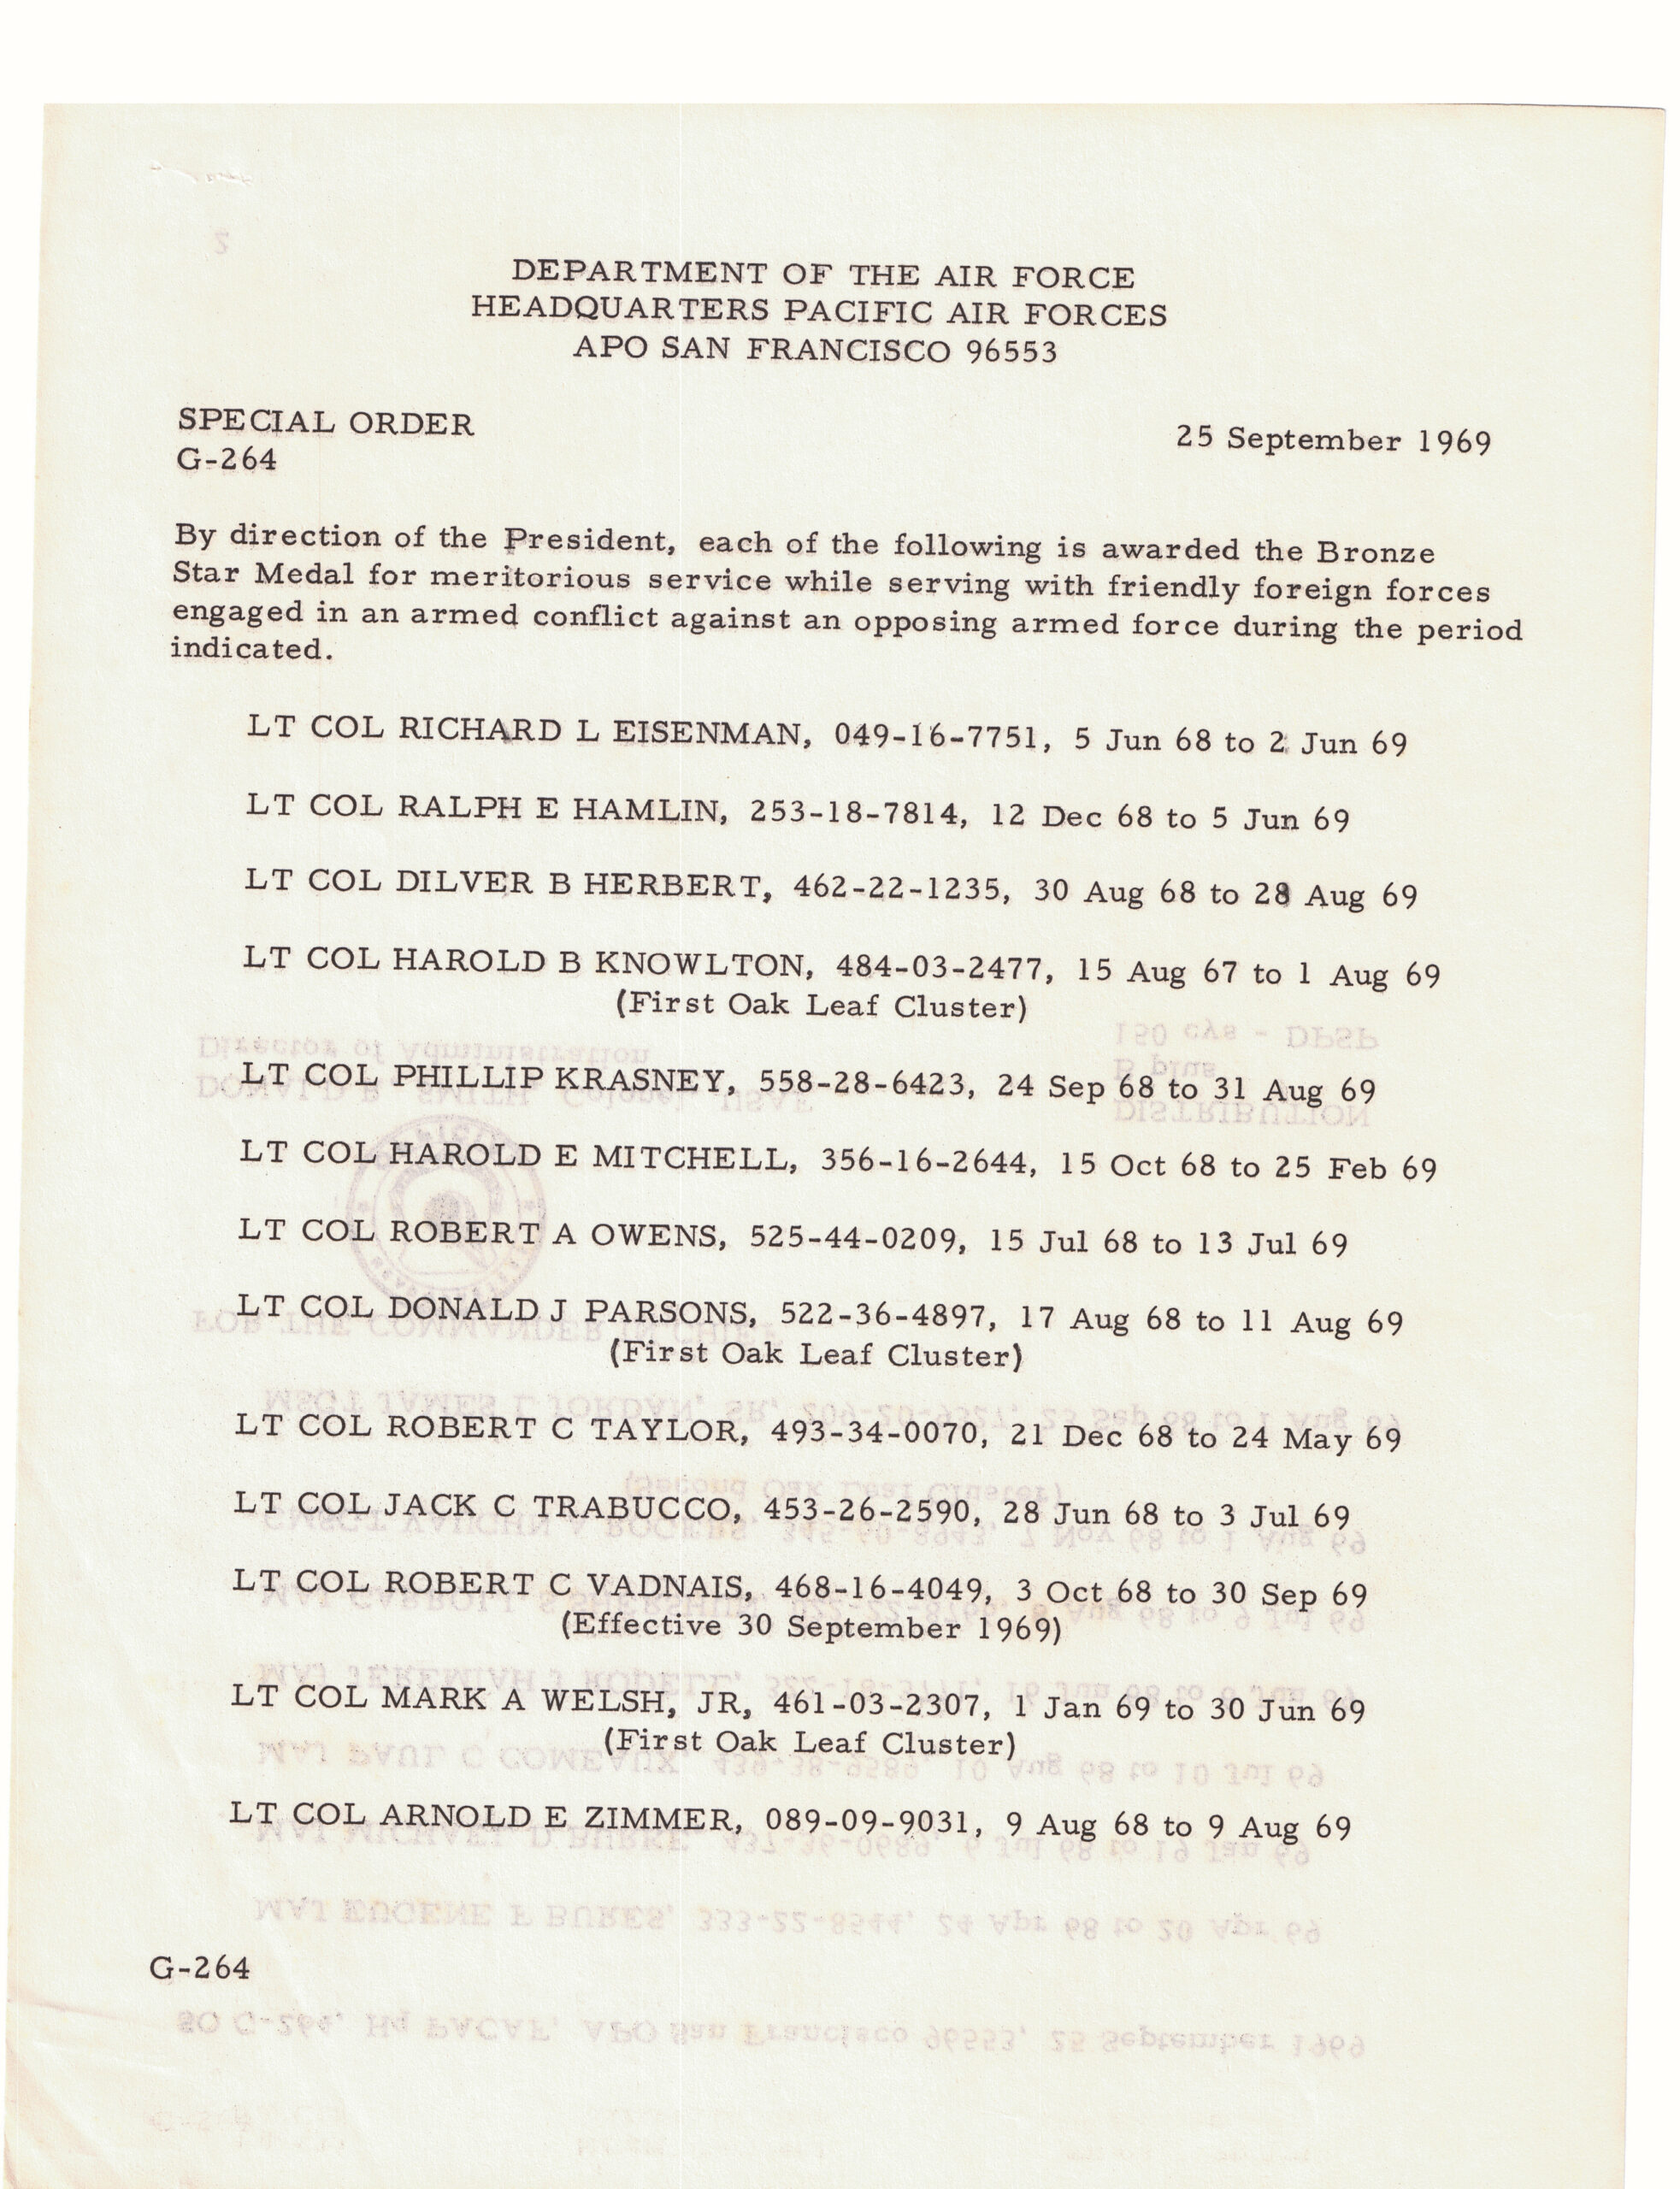 DEPARTMENT OF THE AIR FORCE
HEADQUARTERS PACIFIC AIR FORCES
APO SAN FRANCISCO 96553
SPECIAL ORDER
G-264
25 September 1969
By direction of the President, each of the following is awarded the Bronze
Star Medal for meritorious service while serving with friendly foreign forces
engaged in an armed conflict against an opposing armed force during the period
indicated.
LT COL RICHARD L EISENMAN, 049-16-7751, 5 Jun 68 to 2 Jun 69
LT COL RALPH E HAMLIN, 253-18-7814, 12 Dec 68 to 5 Jun 69
LT COL DILVER B HERBERT, 462-22-1235, 30 Aug 68 to 28 Aug 69
LT COL HAROLD B KNOWLTON, 484-03-2477, 15 Aug 67 to 1 Aug 69
(First Oak Leaf Cluster)
LT COL PHILLIP KRASNEY, 558-28-6423, 24 Sep 68 to 31 Aug 69
LT COL HAROLD E MITCHELL, 356-16-2644, 15 Oct 68 to 25 Feb 69
LT COL ROBERT A OWENS, 525-44-0209, 15 Jul 68 to 13 Jul 69
LT COL DONALD J PARSONS, 522-36-4897, 17 Aug 68 to 11 Aug 69
(First Oak Leaf Cluster)
LT COL ROBERT C TAYLOR, 493-34-0070, 21 Dec 68 to 24 May 69
LT COL JACK C TRABUCCO, 453-26-2590, 28 Jun 68 to 3 Jul 69
LT COL ROBERT C VADNAIS, 468-16-4049, 3 Oct 68 to 30 Sep 69
(Effective 30 September 1969)
LT COL MARK A WELSH, JR, 461-03-2307, 1 Jan 69 to 30 Jun 69
(First Oak Leaf Cluster)
LT COL ARNOLD E ZIMMER, 089-09-9031, 9 Aug 68 to 9 Aug 69
G-264